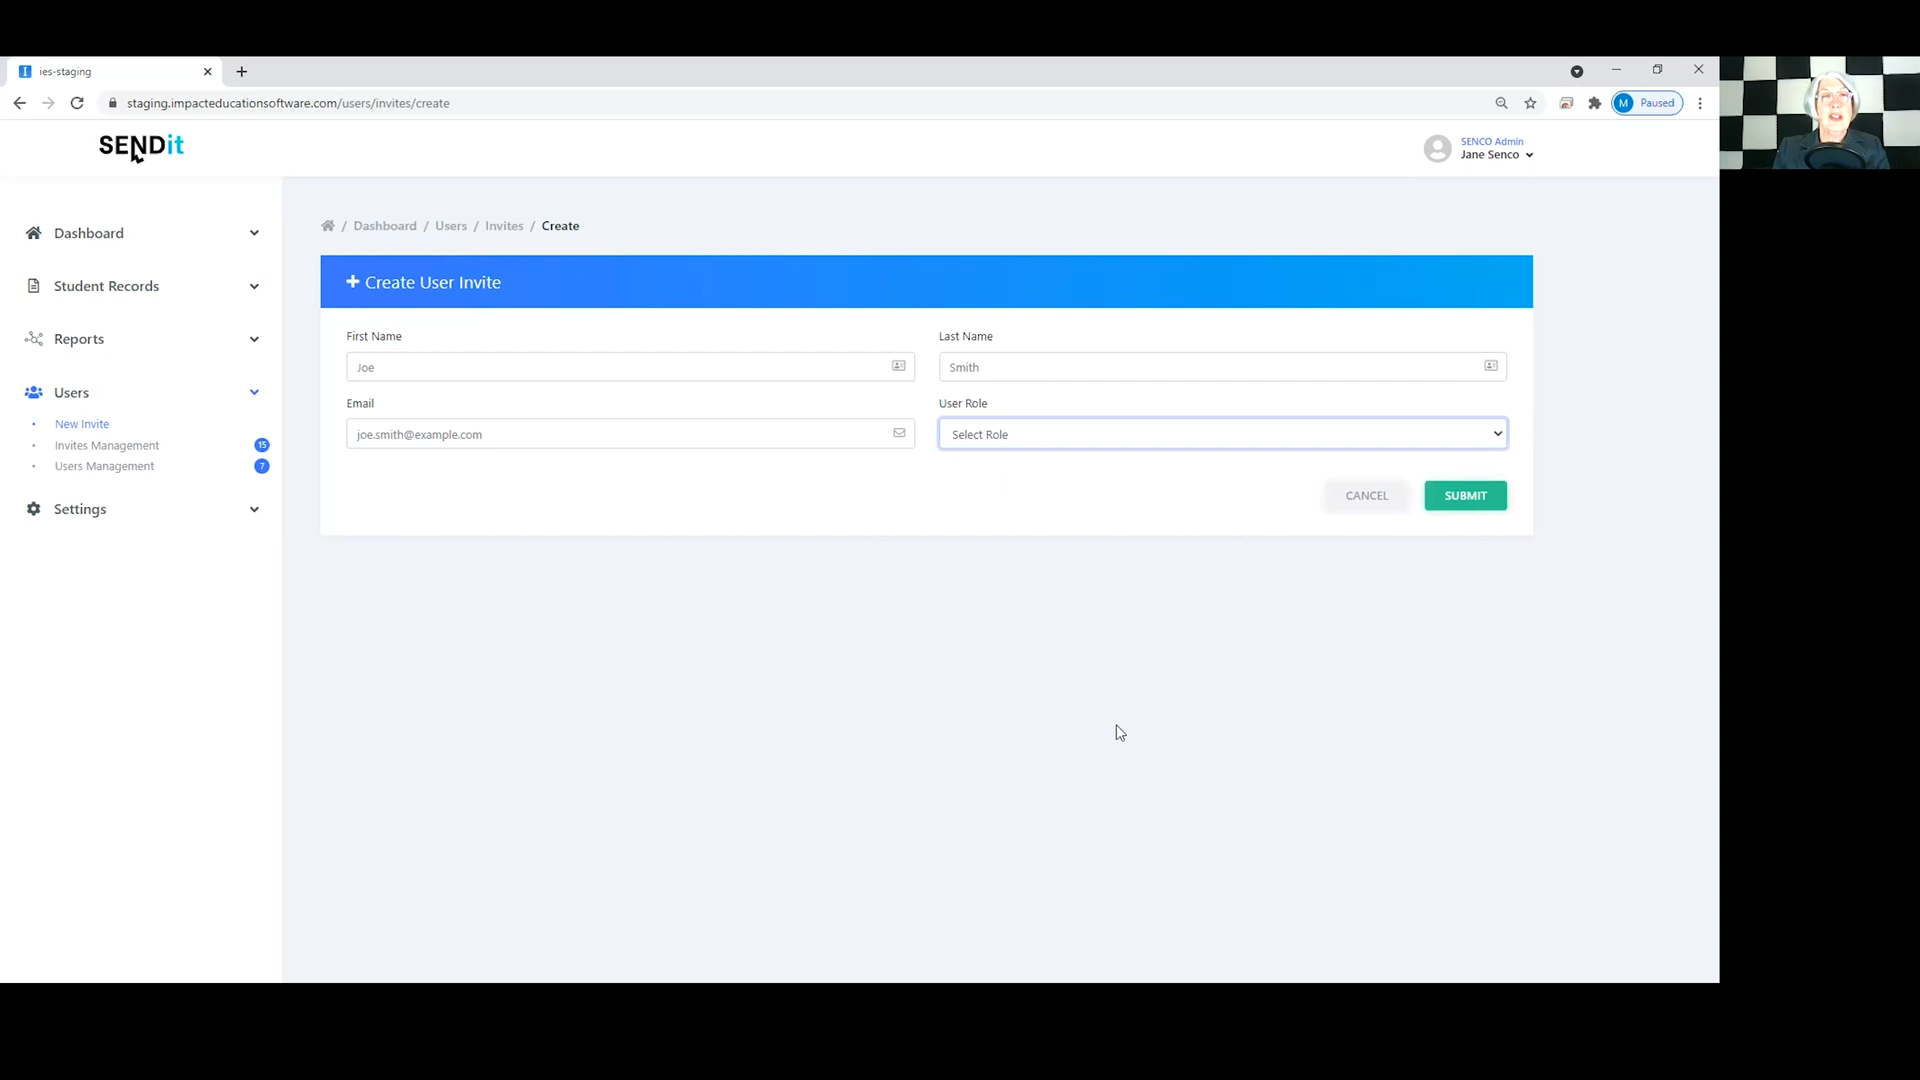 ies-staging
staging.impacteducationsoftware.com/users/invites/create
M Paused
SENDit
SENCO Admin
Jane Senco
Dashboard
Student Records
Reports
Users
New Invite
Invites Management 15
Users Management 7
Settings
/ Dashboard / Users / Invites / Create
+ Create User Invite
First Name
Last Name
Joe
Smith
Email
User Role
joe.smith@example.com
Select Role
CANCEL
SUBMIT